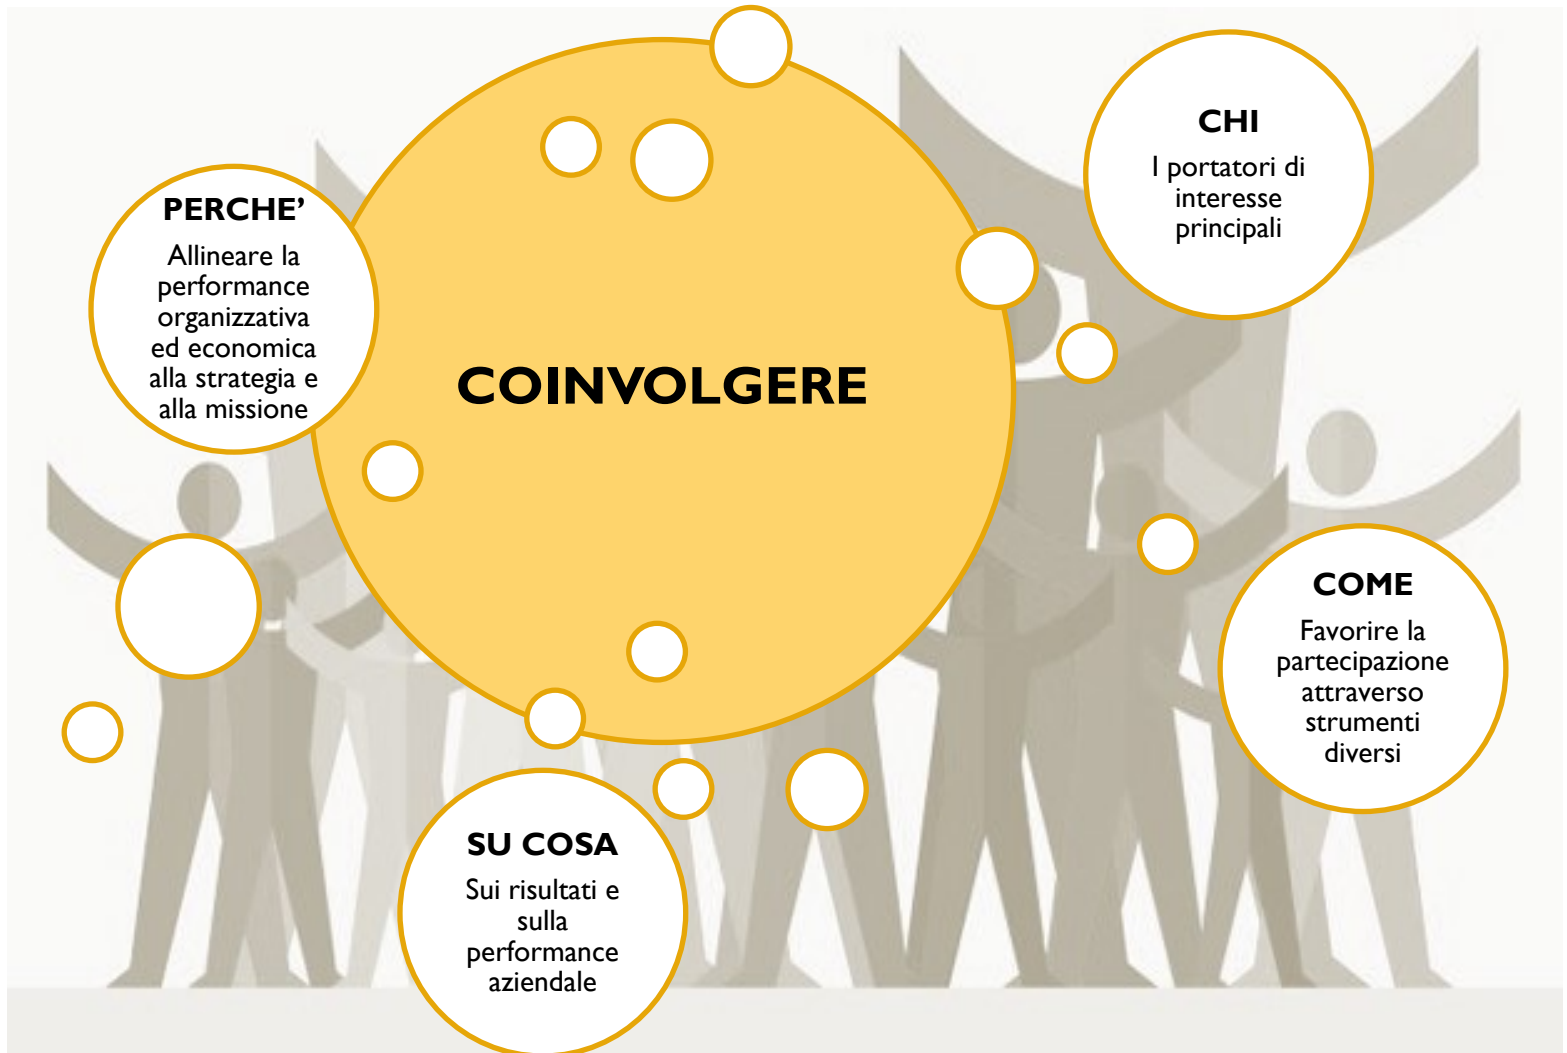 COINVOLGERE
PERCHE’
Allineare la
performance
organizzativa
ed economica
alla strategia e
alla missione
CHI
I portatori di
interesse
principali
COME
Favorire la
partecipazione
attraverso
strumenti
diversi
SU COSA
Sui risultati e
sulla
performance
aziendale